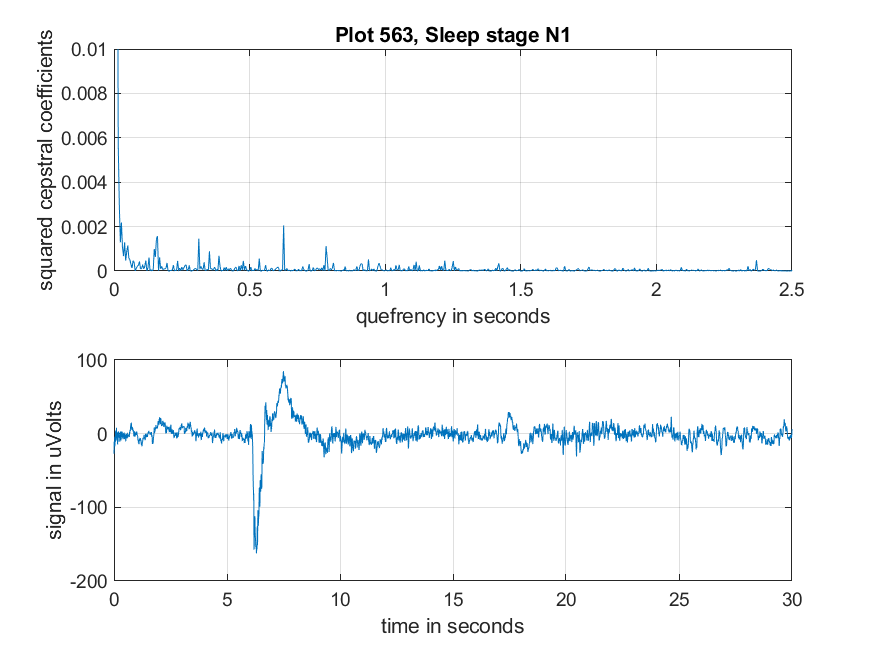 Plot 563, Sleep stage N1
squared cepstral coefficients
0.01
0.008
0.006
0.004
0.002
0
0 0.5 1 1.5 2 2.5
quefrency in seconds
signal in uVolts
100
0
-100
-200
0 5 10 15 20 25 30
time in seconds